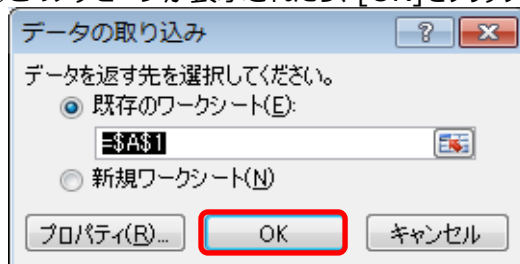 データの取り込み
データを返す先を選択してください。
既存のワークシート(E):
=$A$1
新規ワークシート(N)
プロパティ(R)... OK キャンセル